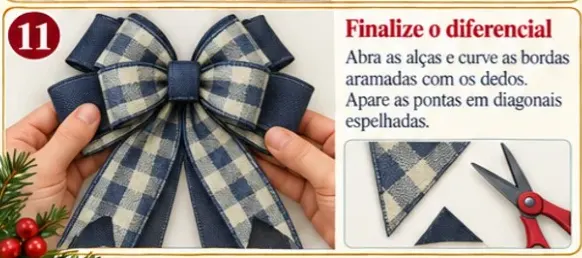 11
Finalize o diferencial
Abra as alças e curve as bordas
aramadas com os dedos.
Apare as pontas em diagonais
espelhadas.